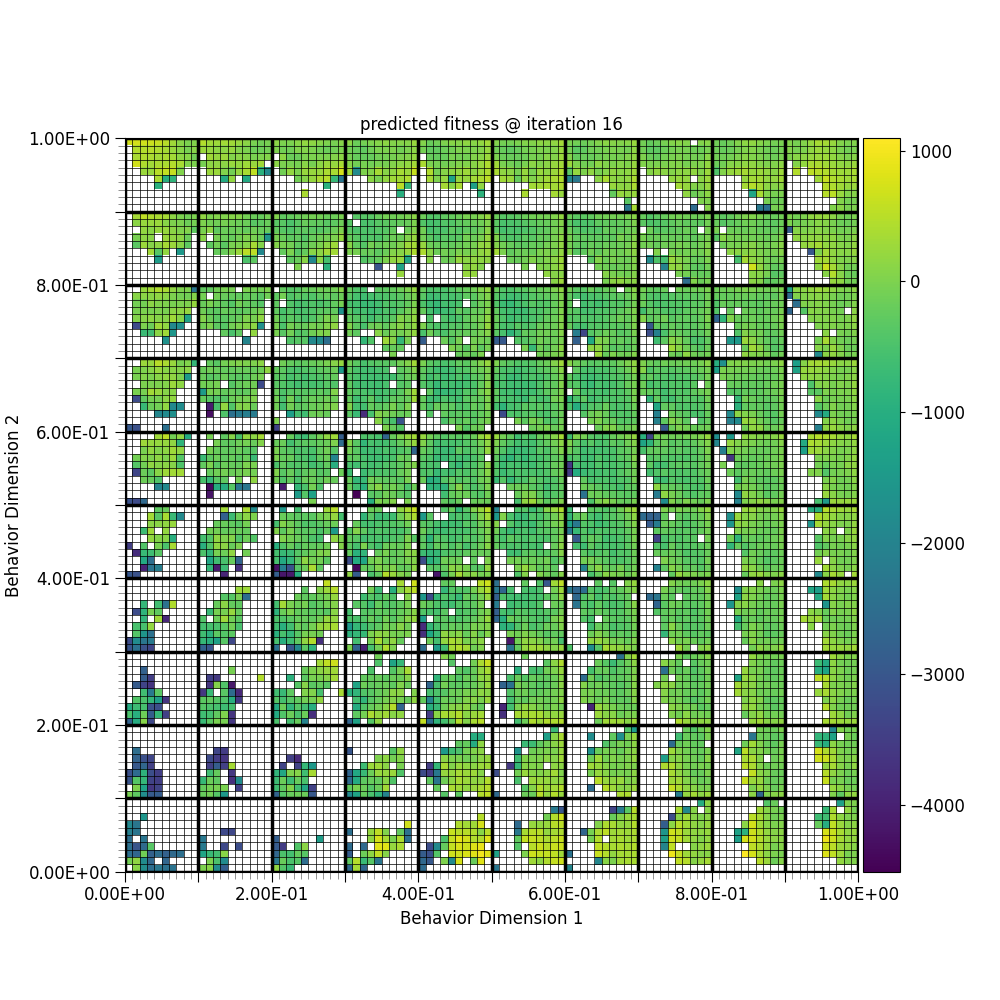 predicted fitness @ iteration 16
1.00E+00
8.00E-01
6.00E-01
4.00E-01
2.00E-01
0.00E+00
Behavior Dimension 2
0.00E+00 2.00E-01 4.00E-01 6.00E-01 8.00E-01 1.00E+00
Behavior Dimension 1
1000
0
−1000
−2000
−3000
−4000